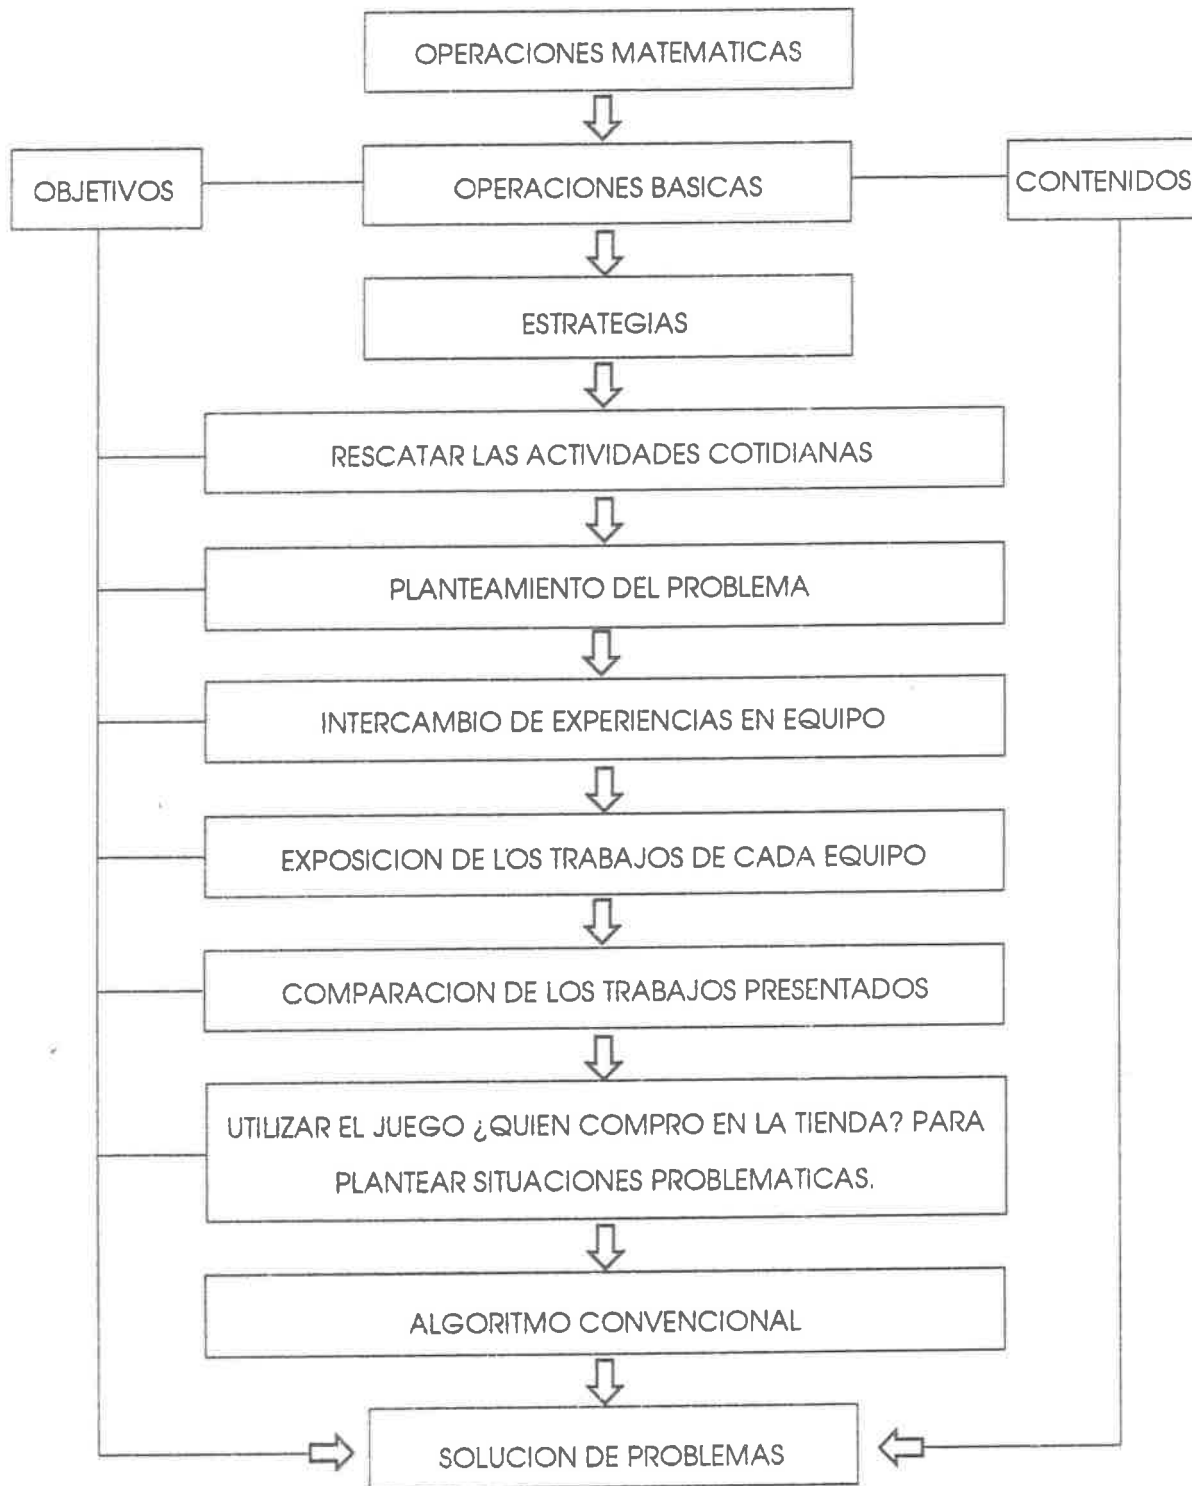 OPERACIONES MATEMATICAS
OBJETIVOS
OPERACIONES BASICAS
CONTENIDOS
ESTRATEGIAS
RESCATAR LAS ACTIVIDADES COTIDIANAS
PLANTEAMIENTO DEL PROBLEMA
INTERCAMBIO DE EXPERIENCIAS EN EQUIPO
EXPOSICION DE LOS TRABAJOS DE CADA EQUIPO
COMPARACION DE LOS TRABAJOS PRESENTADOS
UTILIZAR EL JUEGO ¿QUIEN COMPRO EN LA TIENDA? PARA
PLANTEAR SITUACIONES PROBLEMATICAS.
ALGORITMO CONVENCIONAL
SOLUCION DE PROBLEMAS